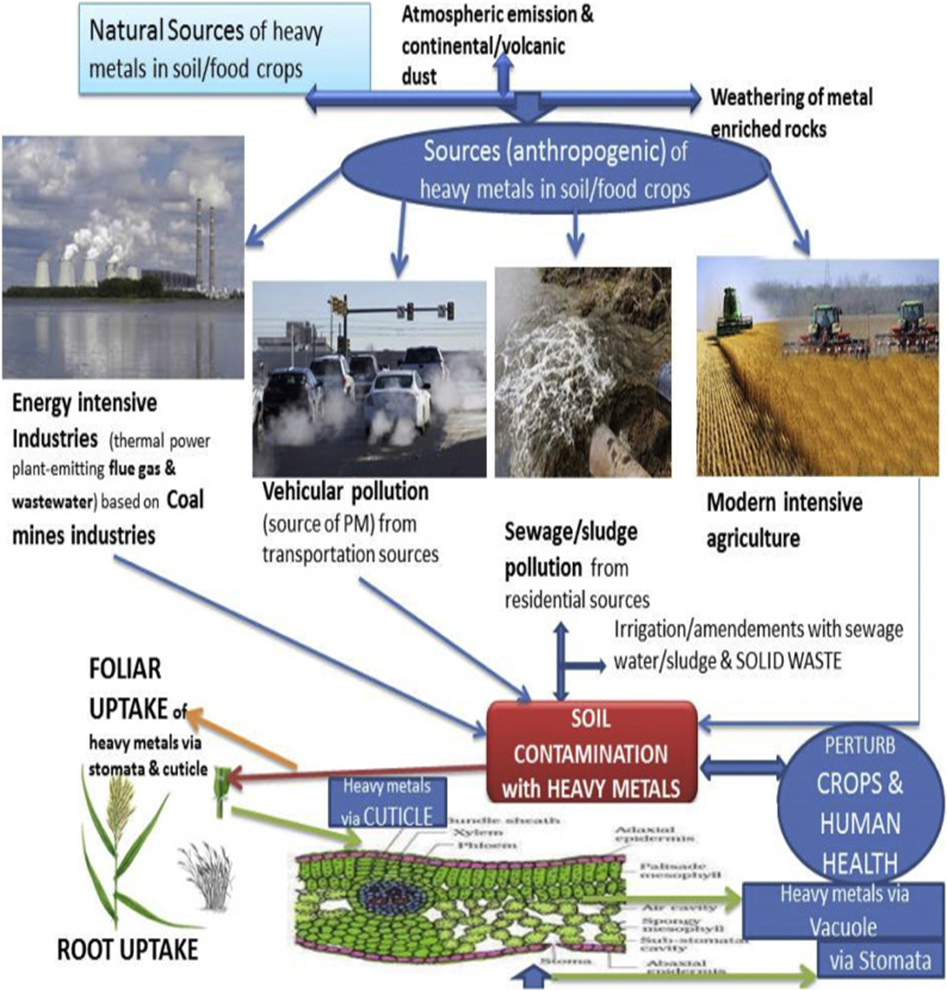 Natural Sources of heavy
metals in soil/food crops
Atmospheric emission &
continental/volcanic
dust
Weathering of metal
enriched rocks
Sources (anthropogenic) of
heavy metals in soil/food crops
Energy intensive
Industries (thermal power
plant-emitting flue gas &
wastewater) based on Coal
mines industries
Vehicular pollution
(source of PM) from
transportation sources
Sewage/sludge
pollution from
residential sources
Modern intensive
agriculture
Irrigation/amendements with sewage
water/sludge & SOLID WASTE
FOLIAR
UPTAKE of
heavy metals via
stomata & cuticle
SOIL
CONTAMINATION
with HEAVY METALS
PERTURB
CROPS &
HUMAN
HEALTH
Heavy metals
via CUTICLE
bundle sheath
Xylem
Phloem
Adaxial
epidermis
Palisade
mesophyll
Air cavity
Spongy
mesophyll
Sub-stomatal
cavity
Stoma
Abaxial
epidermis
Heavy metals via
Vacuole
via Stomata
ROOT UPTAKE